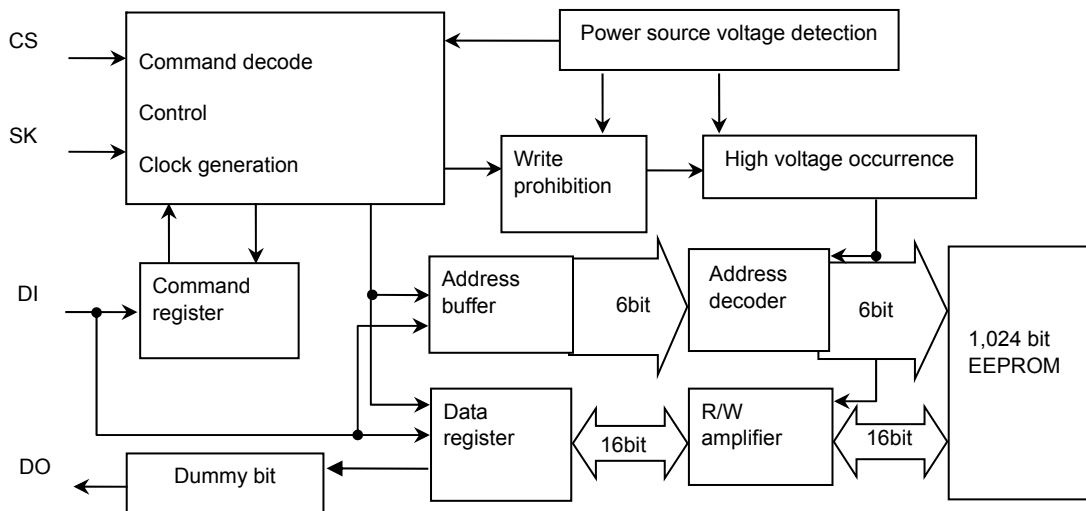 CS
SK
DI
DO
Command decode
Control
Clock generation
Power source voltage detection
Write
prohibition
High voltage occurrence
Command
register
Address
buffer
6bit
Address
decoder
6bit
1,024 bit
EEPROM
Data
register
16bit
R/W
amplifier
16bit
Dummy bit